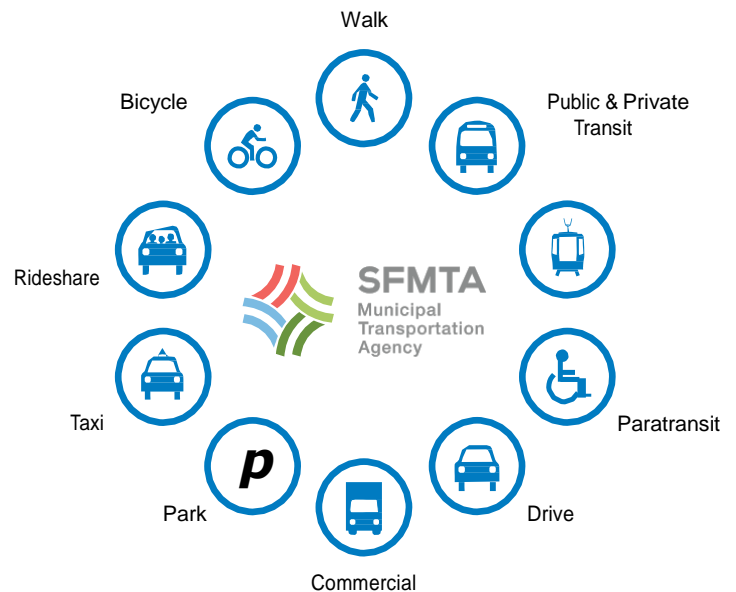 Walk
Bicycle
Public & Private
Transit
Rideshare
SFMTA
Municipal
Transportation
Agency
Taxi
Paratransit
p
Park
Drive
Commercial